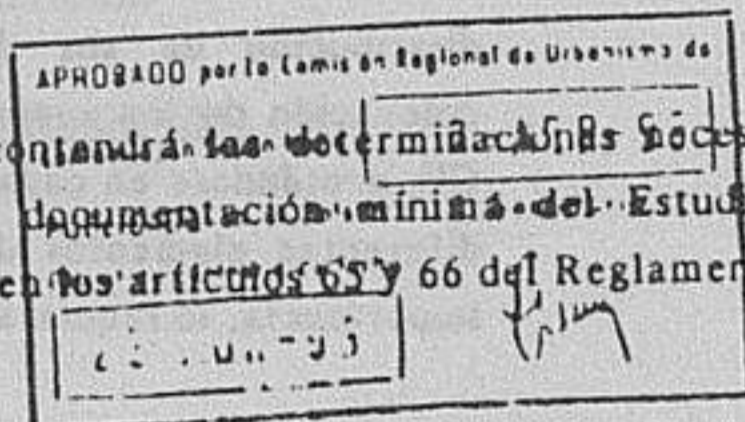 APROBADO por la Comisión Regional de Urbanismo de
contendrá las determinaciones
documentación mínima del Estud
en los artículos 65 y 66 del Reglamen